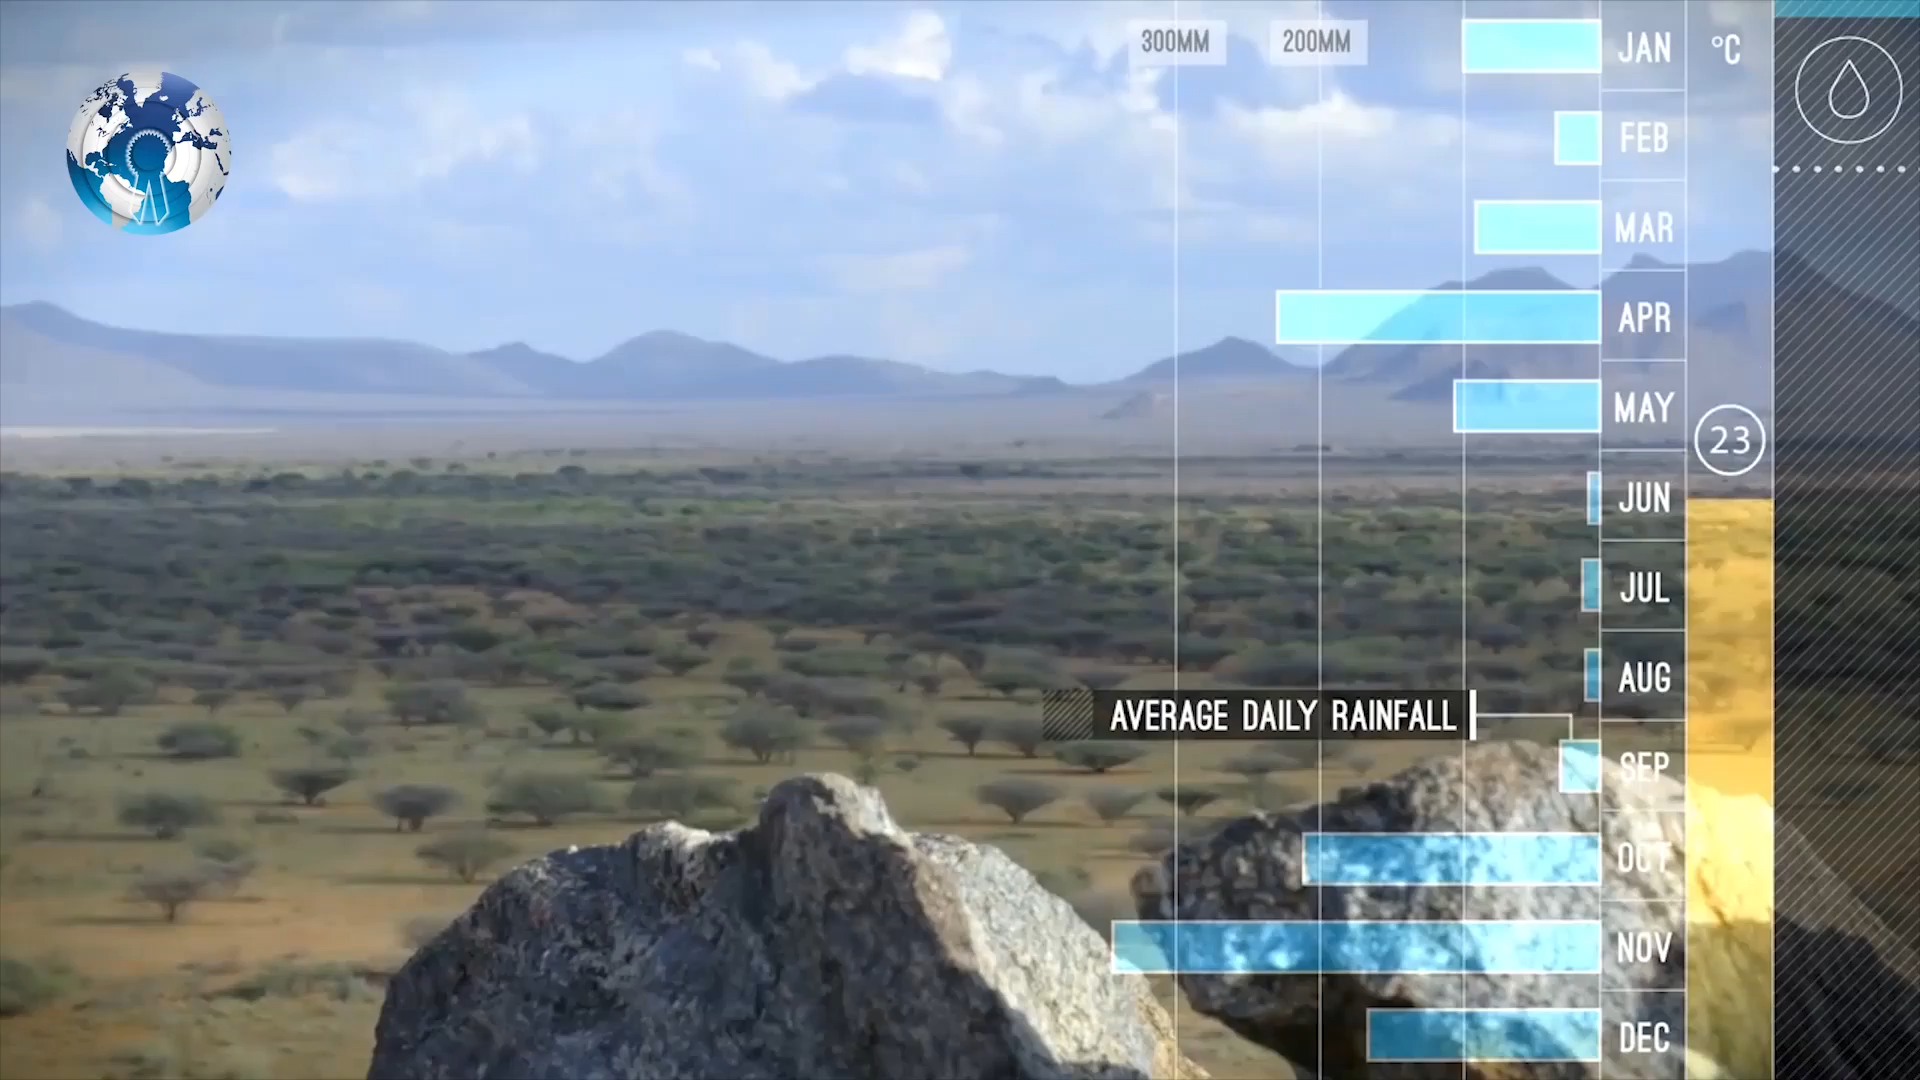 300MM 200MM JAN °C
FEB
MAR
APR
MAY
23
JUN
JUL
AUG
AVERAGE DAILY RAINFALL
SEP
OCT
NOV
DEC